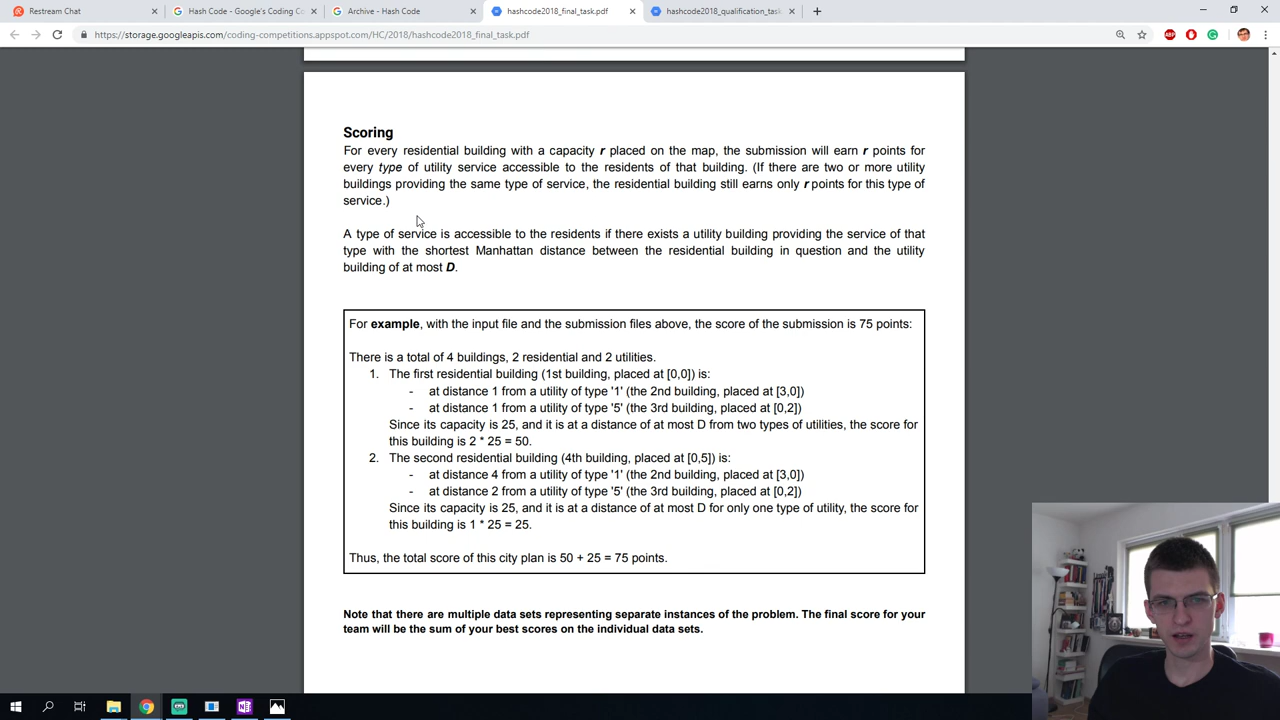 Restream Chat
Hash Code - Google's Coding Co
Archive - Hash Code
hashcode2018_final_task.pdf
hashcode2018_qualification_task
https://storage.googleapis.com/coding-competitions.appspot.com/HC/2018/hashcode2018_final_task.pdf
Scoring
For every residential building with a capacity r placed on the map, the submission will earn r points for
every type of utility service accessible to the residents of that building. (If there are two or more utility
buildings providing the same type of service, the residential building still earns only r points for this type of
service.)
A type of service is accessible to the residents if there exists a utility building providing the service of that
type with the shortest Manhattan distance between the residential building in question and the utility
building of at most D.
For example, with the input file and the submission files above, the score of the submission is 75 points:
There is a total of 4 buildings, 2 residential and 2 utilities.
1. The first residential building (1st building, placed at [0,0]) is:
- at distance 1 from a utility of type '1' (the 2nd building, placed at [3,0])
- at distance 1 from a utility of type '5' (the 3rd building, placed at [0,2])
Since its capacity is 25, and it is at a distance of at most D from two types of utilities, the score for
this building is 2 * 25 = 50.
2. The second residential building (4th building, placed at [0,5]) is:
- at distance 4 from a utility of type '1' (the 2nd building, placed at [3,0])
- at distance 2 from a utility of type '5' (the 3rd building, placed at [0,2])
Since its capacity is 25, and it is at a distance of at most D for only one type of utility, the score for
this building is 1 * 25 = 25.
Thus, the total score of this city plan is 50 + 25 = 75 points.
Note that there are multiple data sets representing separate instances of the problem. The final score for your
team will be the sum of your best scores on the individual data sets.